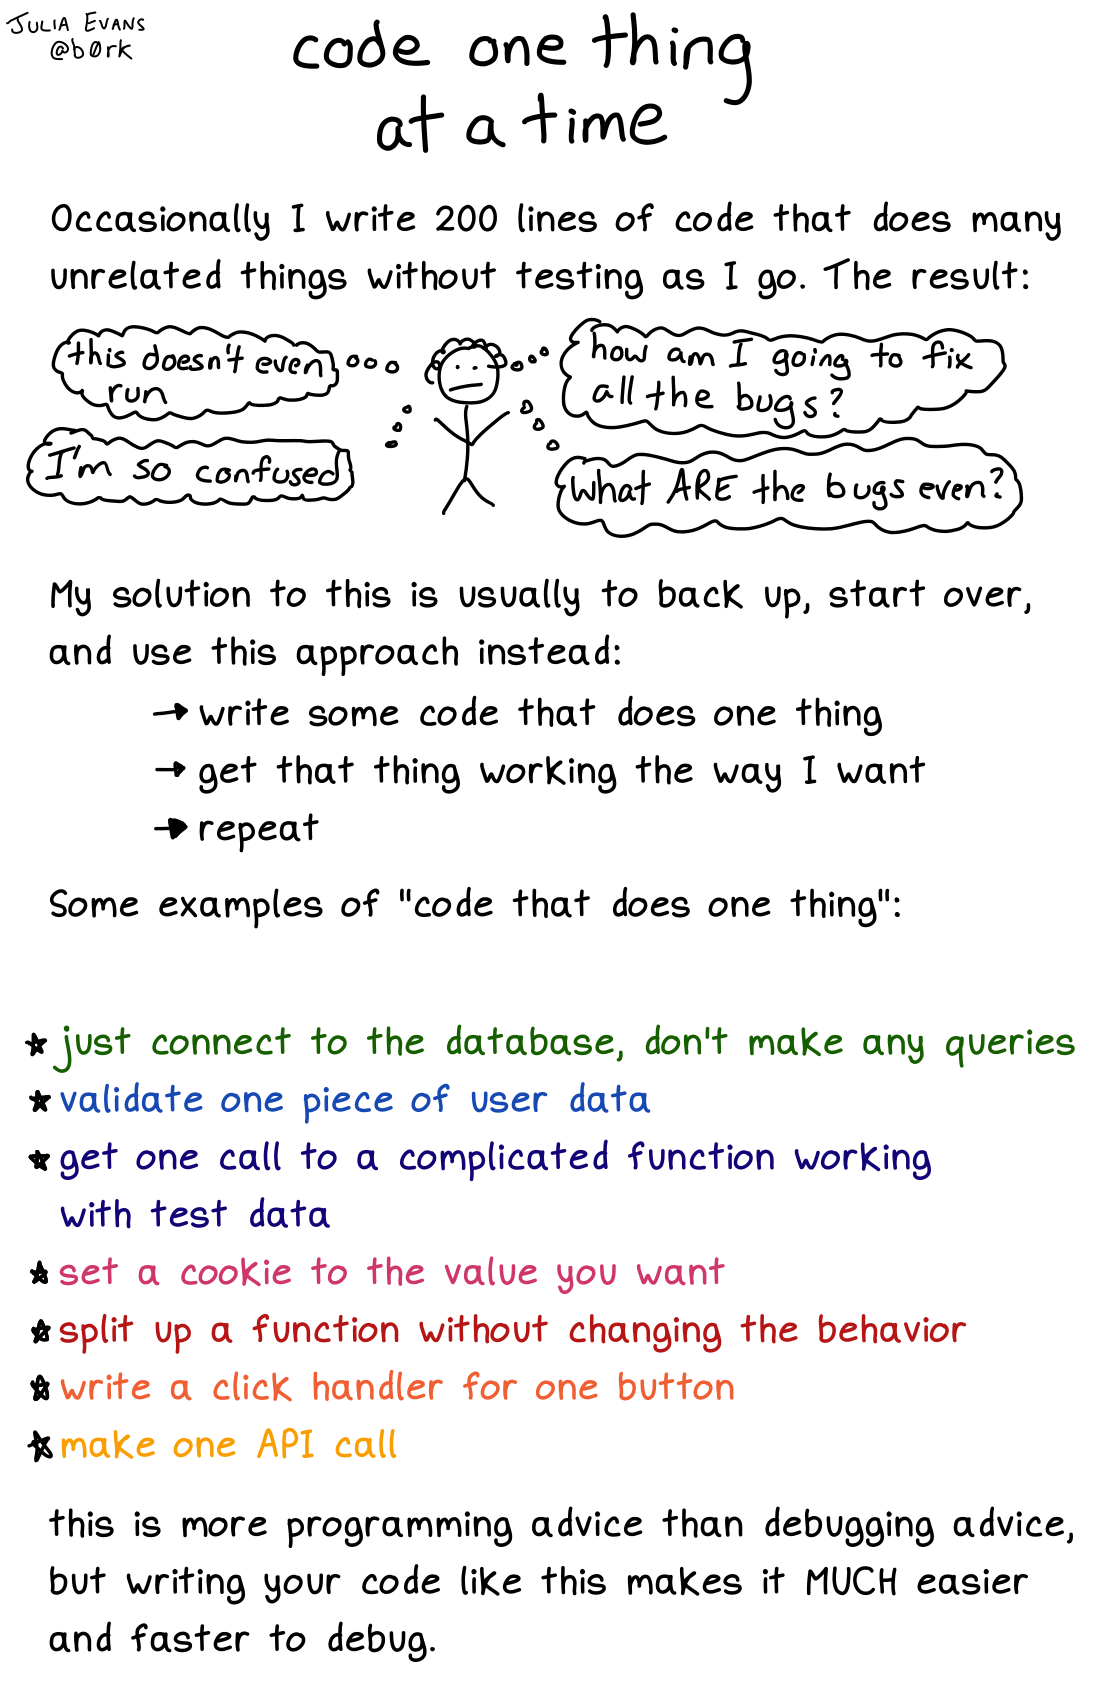 JULIA EVANS
@b0rk
code one thing
at a time
Occasionally I write 200 lines of code that does many
unrelated things without testing as I go. The result:
this doesn't even
run
I'm so confused
how am I going to fix
all the bugs?
What ARE the bugs even?
My solution to this is usually to back up, start over,
and use this approach instead:
→ write some code that does one thing
→ get that thing working the way I want
→ repeat
Some examples of "code that does one thing":
★ just connect to the database, don't make any queries
★ validate one piece of user data
★ get one call to a complicated function working
with test data
★ set a cookie to the value you want
★ split up a function without changing the behavior
★ write a click handler for one button
★ make one API call
this is more programming advice than debugging advice,
but writing your code like this makes it MUCH easier
and faster to debug.